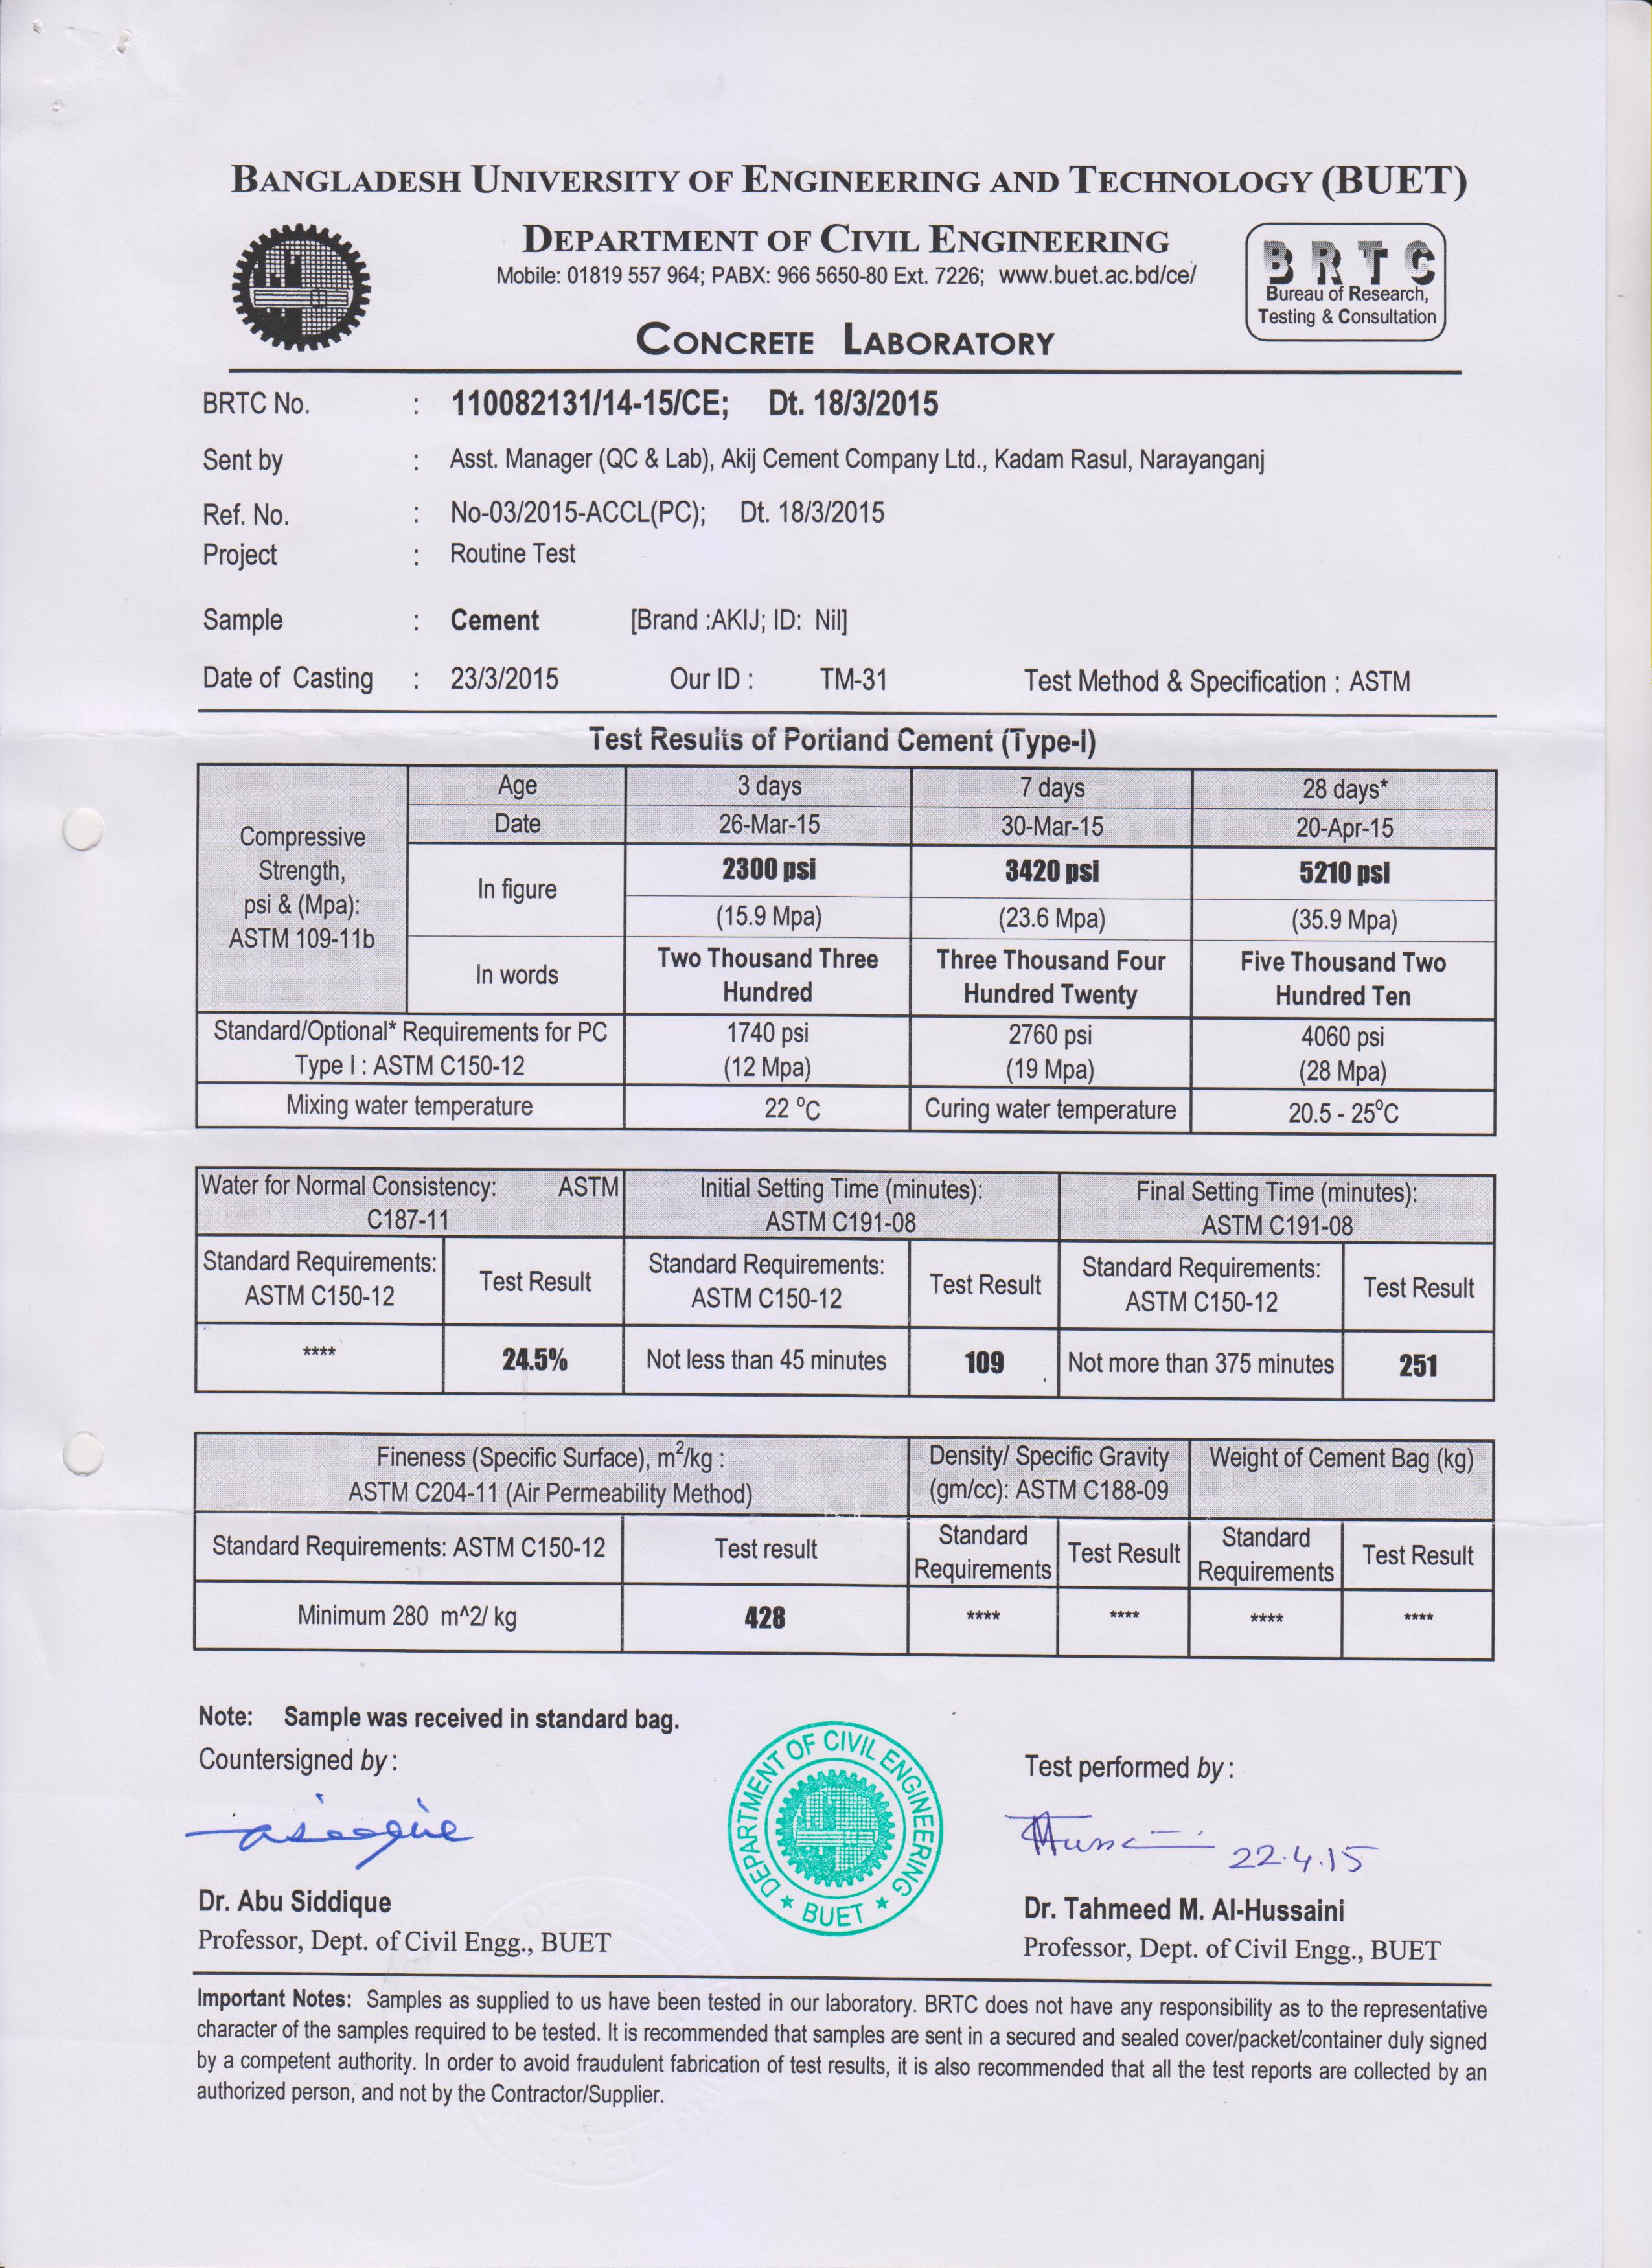 BANGLADESH UNIVERSITY OF ENGINEERING AND TECHNOLOGY (BUET)
DEPARTMENT OF CIVIL ENGINEERING
Mobile: 01819 557 964; PABX: 966 5650-80 Ext. 7226; www.buet.ac.bd/ce/
CONCRETE LABORATORY
BRTC
Bureau of Research,
Testing & Consultation
BRTC No. : 110082131/14-15/CE; Dt. 18/3/2015
Sent by : Asst. Manager (QC & Lab), Akij Cement Company Ltd., Kadam Rasul, Narayanganj
Ref. No. : No-03/2015-ACCL(PC); Dt. 18/3/2015
Project : Routine Test
Sample : Cement [Brand :AKIJ; ID: Nil]
Date of Casting : 23/3/2015 Our ID : TM-31 Test Method & Specification : ASTM
Test Results of Portland Cement (Type-I)
Compressive
Strength,
psi & (Mpa):
ASTM 109-11b
Age 3 days 7 days 28 days*
Date 26-Mar-15 30-Mar-15 20-Apr-15
In figure 2300 psi 3420 psi 5210 psi
(15.9 Mpa) (23.6 Mpa) (35.9 Mpa)
In words Two Thousand Three Hundred Three Thousand Four Hundred Twenty Five Thousand Two Hundred Ten
Standard/Optional* Requirements for PC 1740 psi 2760 psi 4060 psi
Type I : ASTM C150-12 (12 Mpa) (19 Mpa) (28 Mpa)
Mixing water temperature 22 °C Curing water temperature 20.5 - 25°C
Water for Normal Consistency: ASTM C187-11
Initial Setting Time (minutes): ASTM C191-08
Final Setting Time (minutes): ASTM C191-08
Standard Requirements: ASTM C150-12 Test Result Standard Requirements: ASTM C150-12 Test Result Standard Requirements: ASTM C150-12 Test Result
**** 24.5% Not less than 45 minutes 109 Not more than 375 minutes 251
Fineness (Specific Surface), m²/kg :
ASTM C204-11 (Air Permeability Method)
Density/ Specific Gravity
(gm/cc): ASTM C188-09
Weight of Cement Bag (kg)
Standard Requirements: ASTM C150-12 Test result Standard Requirements Test Result Standard Requirements Test Result
Minimum 280 m^2/ kg 428 **** **** **** ****
Note: Sample was received in standard bag.
Countersigned by :
Test performed by :
DEPARTMENT OF CIVIL ENGINEERING
★ BUET ★
22.4.15
Dr. Abu Siddique
Professor, Dept. of Civil Engg., BUET
Dr. Tahmeed M. Al-Hussaini
Professor, Dept. of Civil Engg., BUET
Important Notes: Samples as supplied to us have been tested in our laboratory. BRTC does not have any responsibility as to the representative
character of the samples required to be tested. It is recommended that samples are sent in a secured and sealed cover/packet/container duly signed
by a competent authority. In order to avoid fraudulent fabrication of test results, it is also recommended that all the test reports are collected by an
authorized person, and not by the Contractor/Supplier.